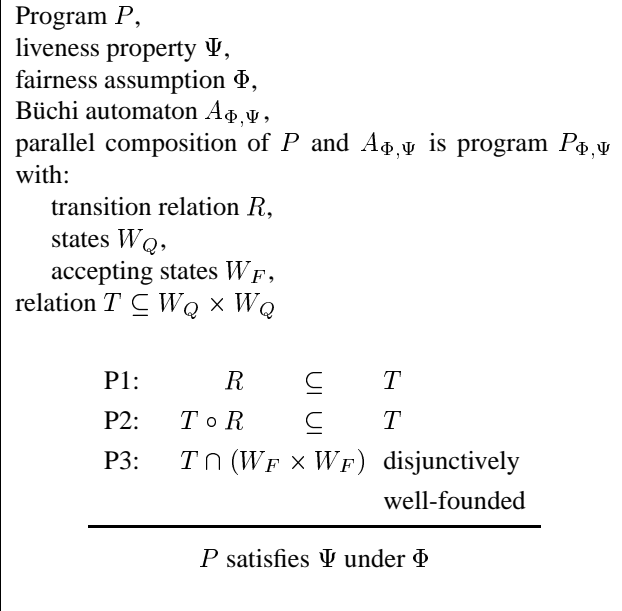 Program P,
liveness property Ψ,
fairness assumption Φ,
Büchi automaton A_{Φ,Ψ},
parallel composition of P and A_{Φ,Ψ} is program P_{Φ,Ψ}
with:
transition relation R,
states W_Q,
accepting states W_F,
relation T ⊆ W_Q × W_Q
P1: R ⊆ T
P2: T ∘ R ⊆ T
P3: T ∩ (W_F × W_F) disjunctively
well-founded
P satisfies Ψ under Φ